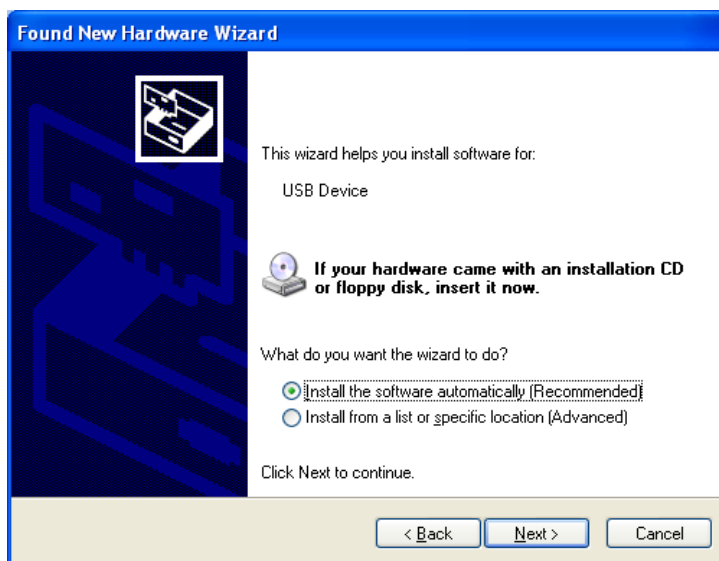 Found New Hardware Wizard
This wizard helps you install software for:
USB Device
If your hardware came with an installation CD
or floppy disk, insert it now.
What do you want the wizard to do?
Install the software automatically (Recommended)
Install from a list or specific location (Advanced)
Click Next to continue.
< Back Next > Cancel